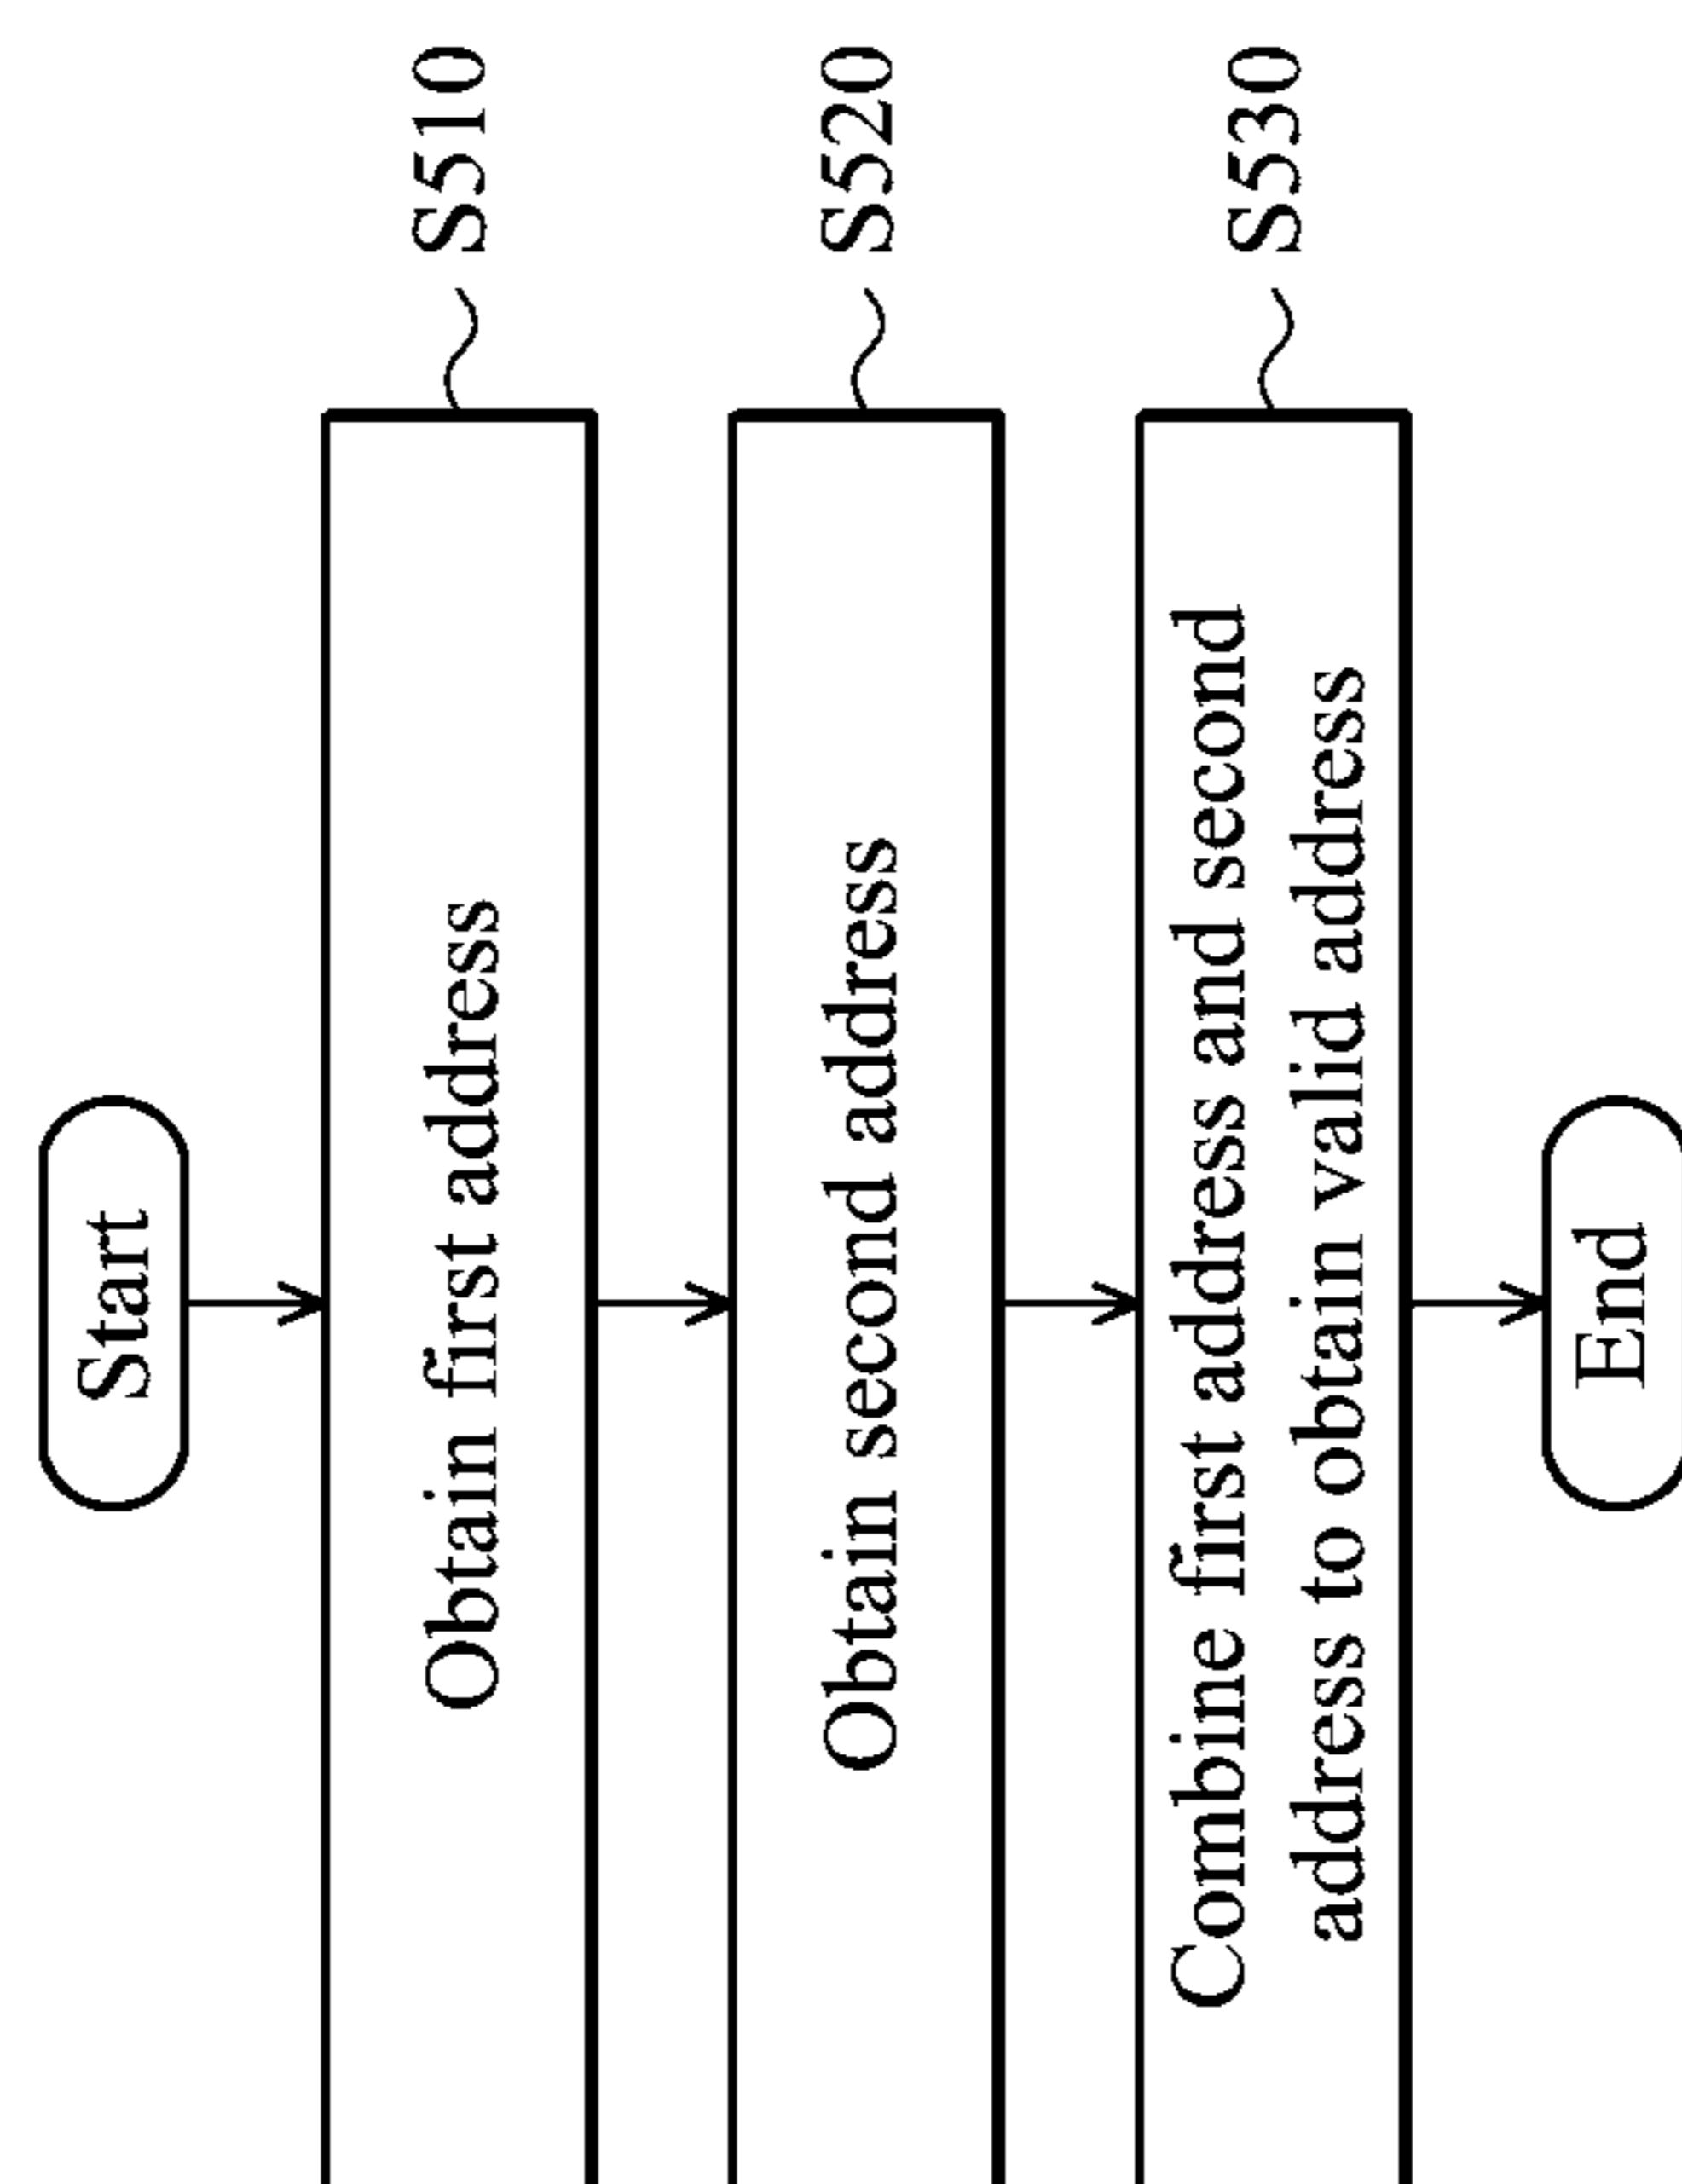 Start
Obtain first address
S510
Obtain second address
S520
Combine first address and second
address to obtain valid address
S530
End